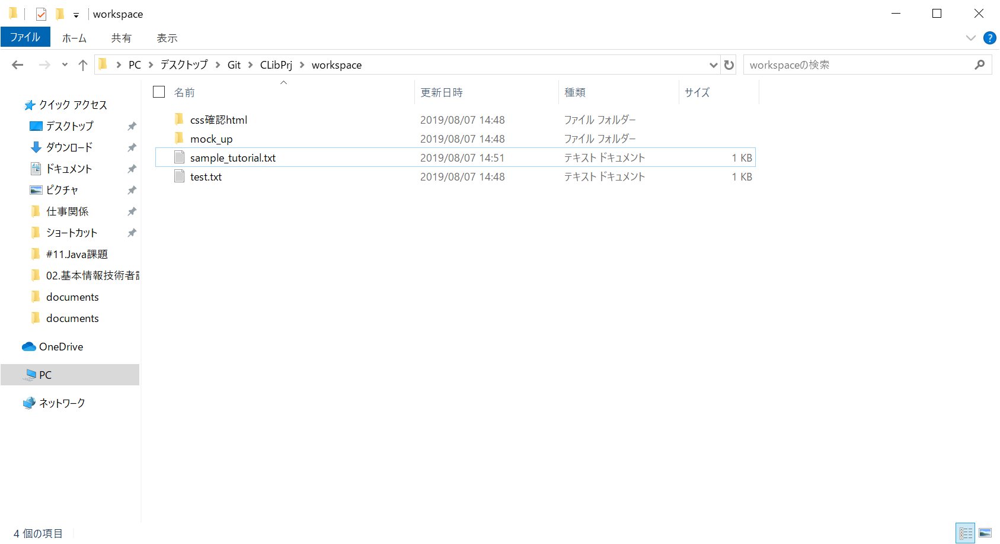 workspace
ファイル ホーム 共有 表示
PC デスクトップ Git CLibPrj workspace workspaceの検索
名前 更新日時 種類 サイズ
css確認html 2019/08/07 14:48 ファイル フォルダー
mock_up 2019/08/07 14:48 ファイル フォルダー
sample_tutorial.txt 2019/08/07 14:51 テキスト ドキュメント 1 KB
test.txt 2019/08/07 14:48 テキスト ドキュメント 1 KB
クイック アクセス
デスクトップ
ダウンロード
ドキュメント
ピクチャ
仕事関係
ショートカット
#11.Java課題
02.基本情報技術者
documents
documents
OneDrive
PC
ネットワーク
4 個の項目